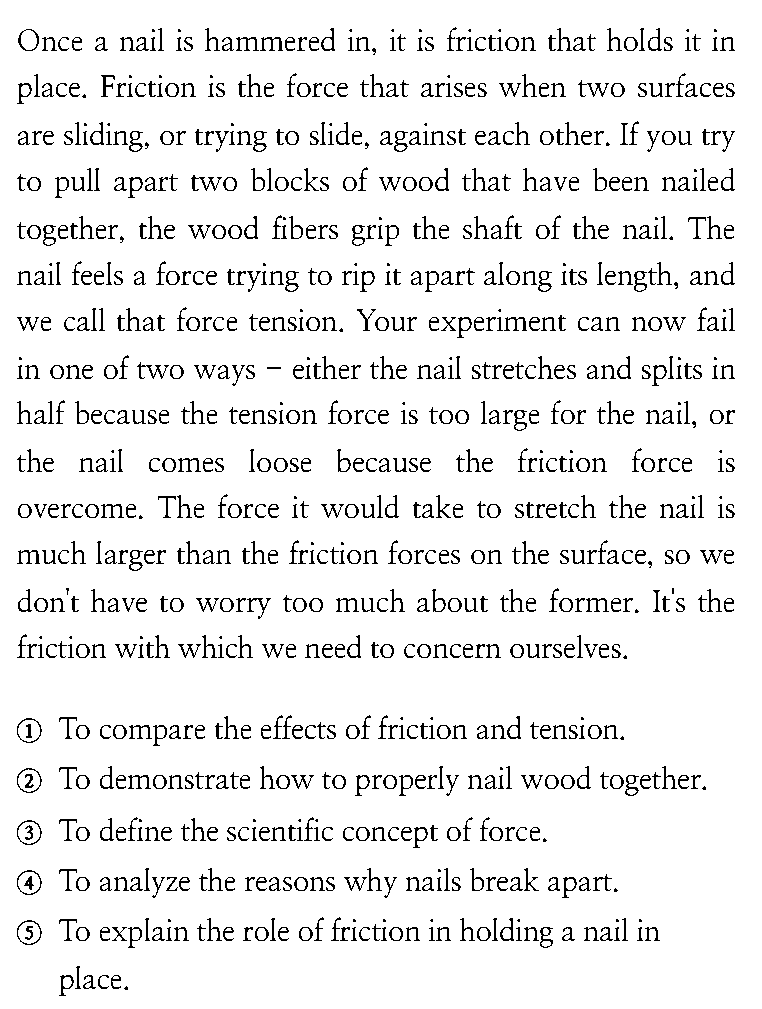 Once a nail is hammered in, it is friction that holds it in
place. Friction is the force that arises when two surfaces
are sliding, or trying to slide, against each other. If you try
to pull apart two blocks of wood that have been nailed
together, the wood fibers grip the shaft of the nail. The
nail feels a force trying to rip it apart along its length, and
we call that force tension. Your experiment can now fail
in one of two ways – either the nail stretches and splits in
half because the tension force is too large for the nail, or
the nail comes loose because the friction force is
overcome. The force it would take to stretch the nail is
much larger than the friction forces on the surface, so we
don't have to worry too much about the former. It's the
friction with which we need to concern ourselves.
① To compare the effects of friction and tension.
② To demonstrate how to properly nail wood together.
③ To define the scientific concept of force.
④ To analyze the reasons why nails break apart.
⑤ To explain the role of friction in holding a nail in
place.